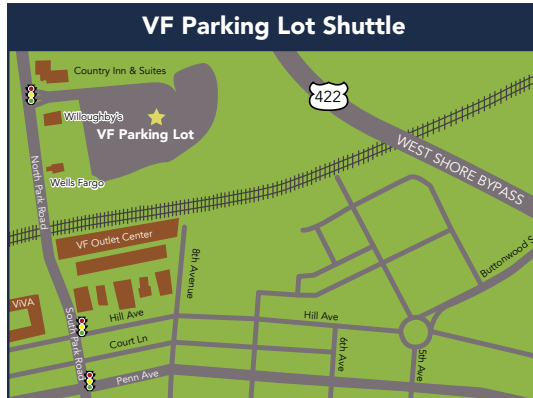 VF Parking Lot Shuttle
Country Inn & Suites
422
Willoughby's
VF Parking Lot
WEST SHORE BYPASS
North Park Road
Wells Fargo
VF Outlet Center
8th Avenue
Buttonwood S
ViVA
South Park Road
Hill Ave
Hill Ave
Court Ln
6th Ave
5th Ave
Penn Ave